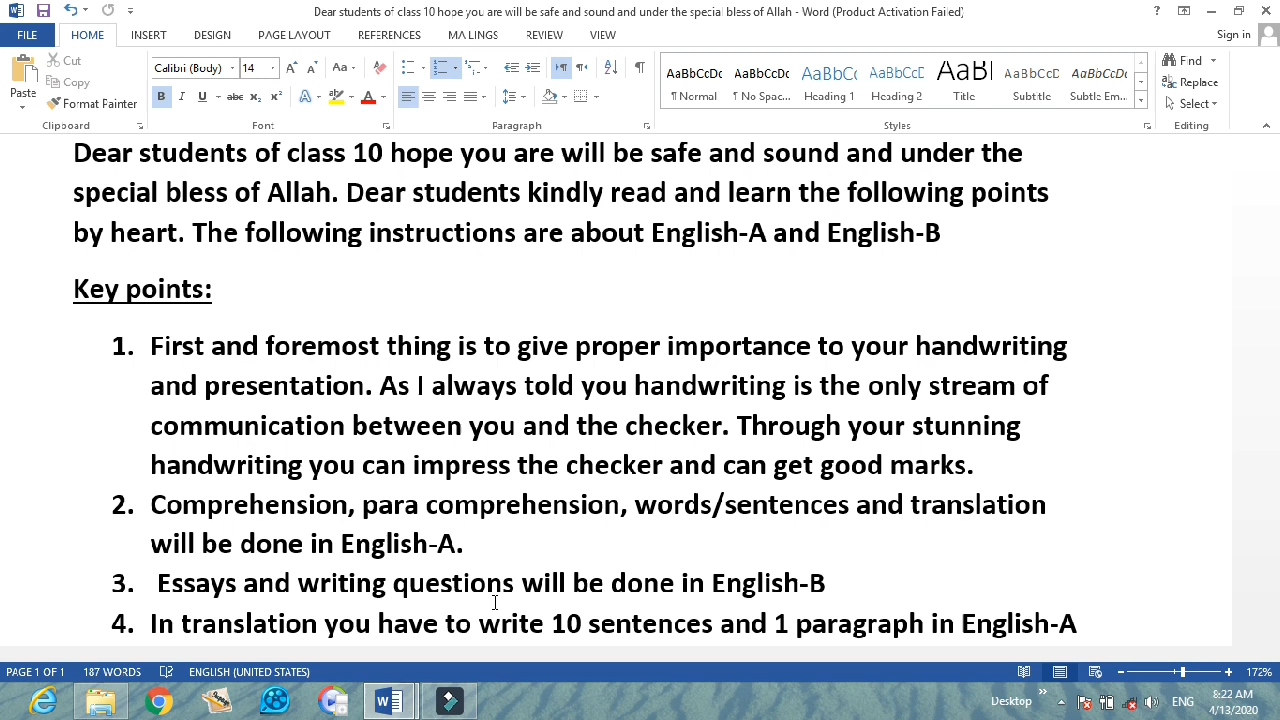 Dear students of class 10 hope you are will be safe and sound and under the special bless of Allah - Word (Product Activation Failed)
FILE HOME INSERT DESIGN PAGE LAYOUT REFERENCES MAILINGS REVIEW VIEW Sign in
Paste Cut Copy Format Painter
Calibri (Body) 14
AaBbCcDc AaBbCcDc AaBbCc AaBbCcD AaBl AaBbCcD AaBbCcDc
¶ Normal ¶ No Spac... Heading 1 Heading 2 Title Subtitle Subtle Em...
Find Replace Select
Clipboard Font Paragraph Styles Editing
Dear students of class 10 hope you are will be safe and sound and under the
special bless of Allah. Dear students kindly read and learn the following points
by heart. The following instructions are about English-A and English-B
Key points:
1. First and foremost thing is to give proper importance to your handwriting
and presentation. As I always told you handwriting is the only stream of
communication between you and the checker. Through your stunning
handwriting you can impress the checker and can get good marks.
2. Comprehension, para comprehension, words/sentences and translation
will be done in English-A.
3. Essays and writing questions will be done in English-B
4. In translation you have to write 10 sentences and 1 paragraph in English-A
PAGE 1 OF 1 187 WORDS ENGLISH (UNITED STATES) 172%
Desktop ENG 8:22 AM
4/13/2020